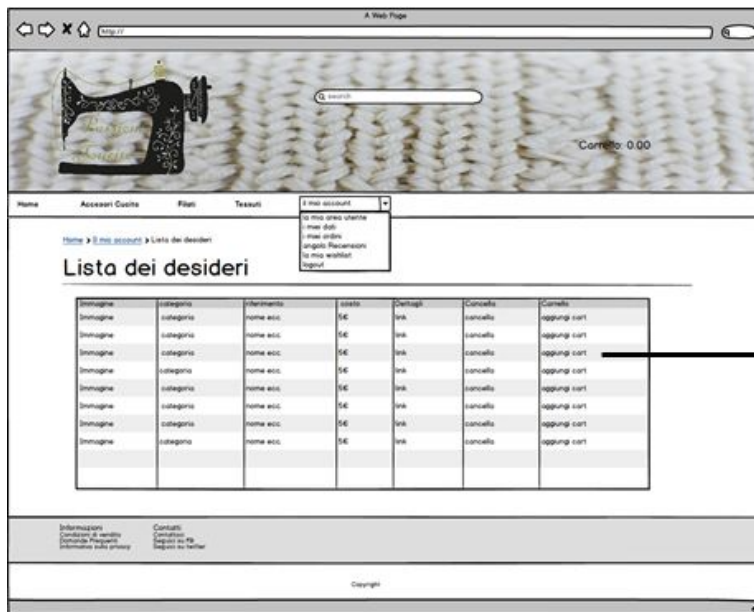 A Web Page
http://
search
Passion
Cucito
Carrello: 0.00
Home Accessori Cucito Filati Tessuti il mio account
la mia area utente
i miei dati
i miei ordini
angolo Recensioni
la mia wishlist
logout
Home > Il mio account > Lista dei desideri
Lista dei desideri
Immagine categoria riferimento costo Dettagli Cancella Carrello
Immagine categoria nome ecc. 5€ link cancella aggiungi cart
Immagine categoria nome ecc. 5€ link cancella aggiungi cart
Immagine categoria nome ecc. 5€ link cancella aggiungi cart
Immagine categoria nome ecc. 5€ link cancella aggiungi cart
Immagine categoria nome ecc. 5€ link cancella aggiungi cart
Immagine categoria nome ecc. 5€ link cancella aggiungi cart
Immagine categoria nome ecc. 5€ link cancella aggiungi cart
Immagine categoria nome ecc. 5€ link cancella aggiungi cart
Informazioni Contatti
Condizioni di vendita Contattaci
Domande Frequenti Seguici su FB
Informativa sulla privacy Seguici su twitter
Copyright